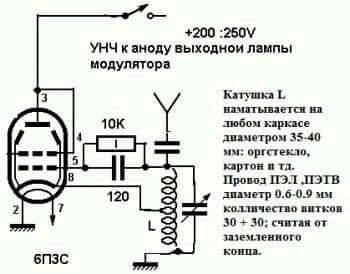 +200 :250V
УНЧ к аноду выходной лампы
модулятора
3
4
10K
5
8
120
2
7
L
6П3С
Катушка L
наматывается на
любом каркасе
диаметром 35-40
мм: оргстекло,
картон и тд.
Провод ПЭЛ ,ПЭТВ
диаметр 0.6-0.9 мм
колличество витков
30 + 30; считая от
заземленного
конца.